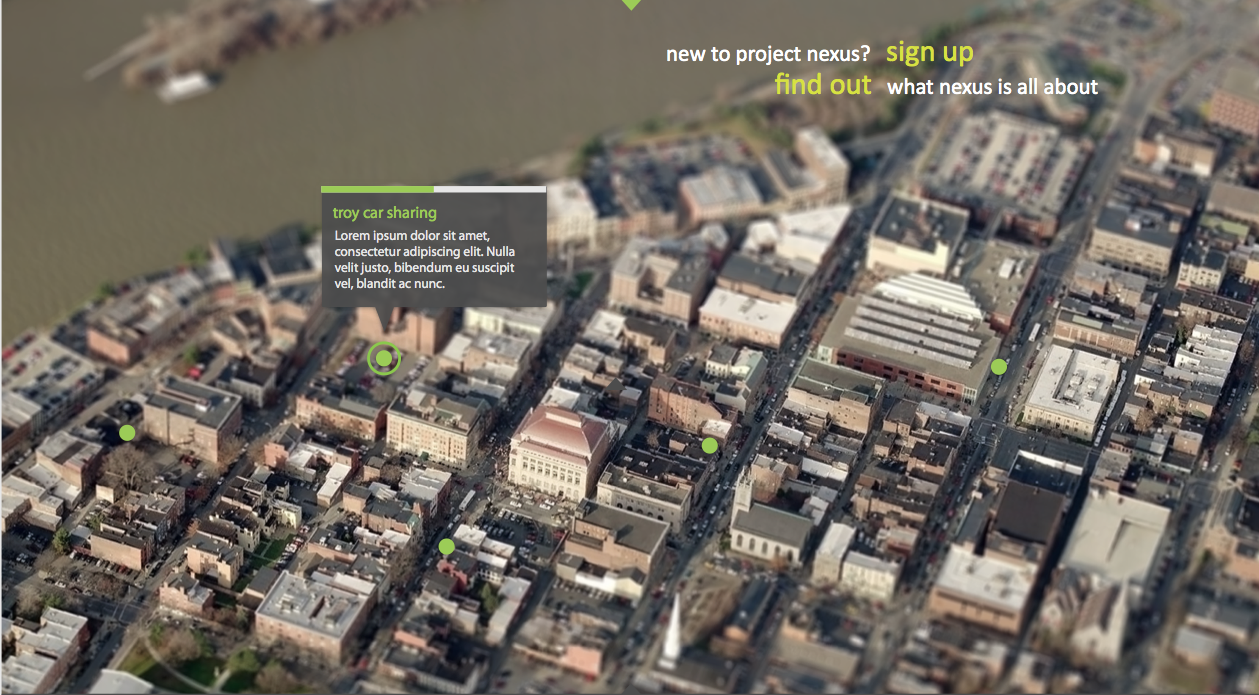 new to project nexus? sign up
find out what nexus is all about
troy car sharing
Lorem ipsum dolor sit amet,
consectetur adipiscing elit. Nulla
velit justo, bibendum eu suscipit
vel, blandit ac nunc.